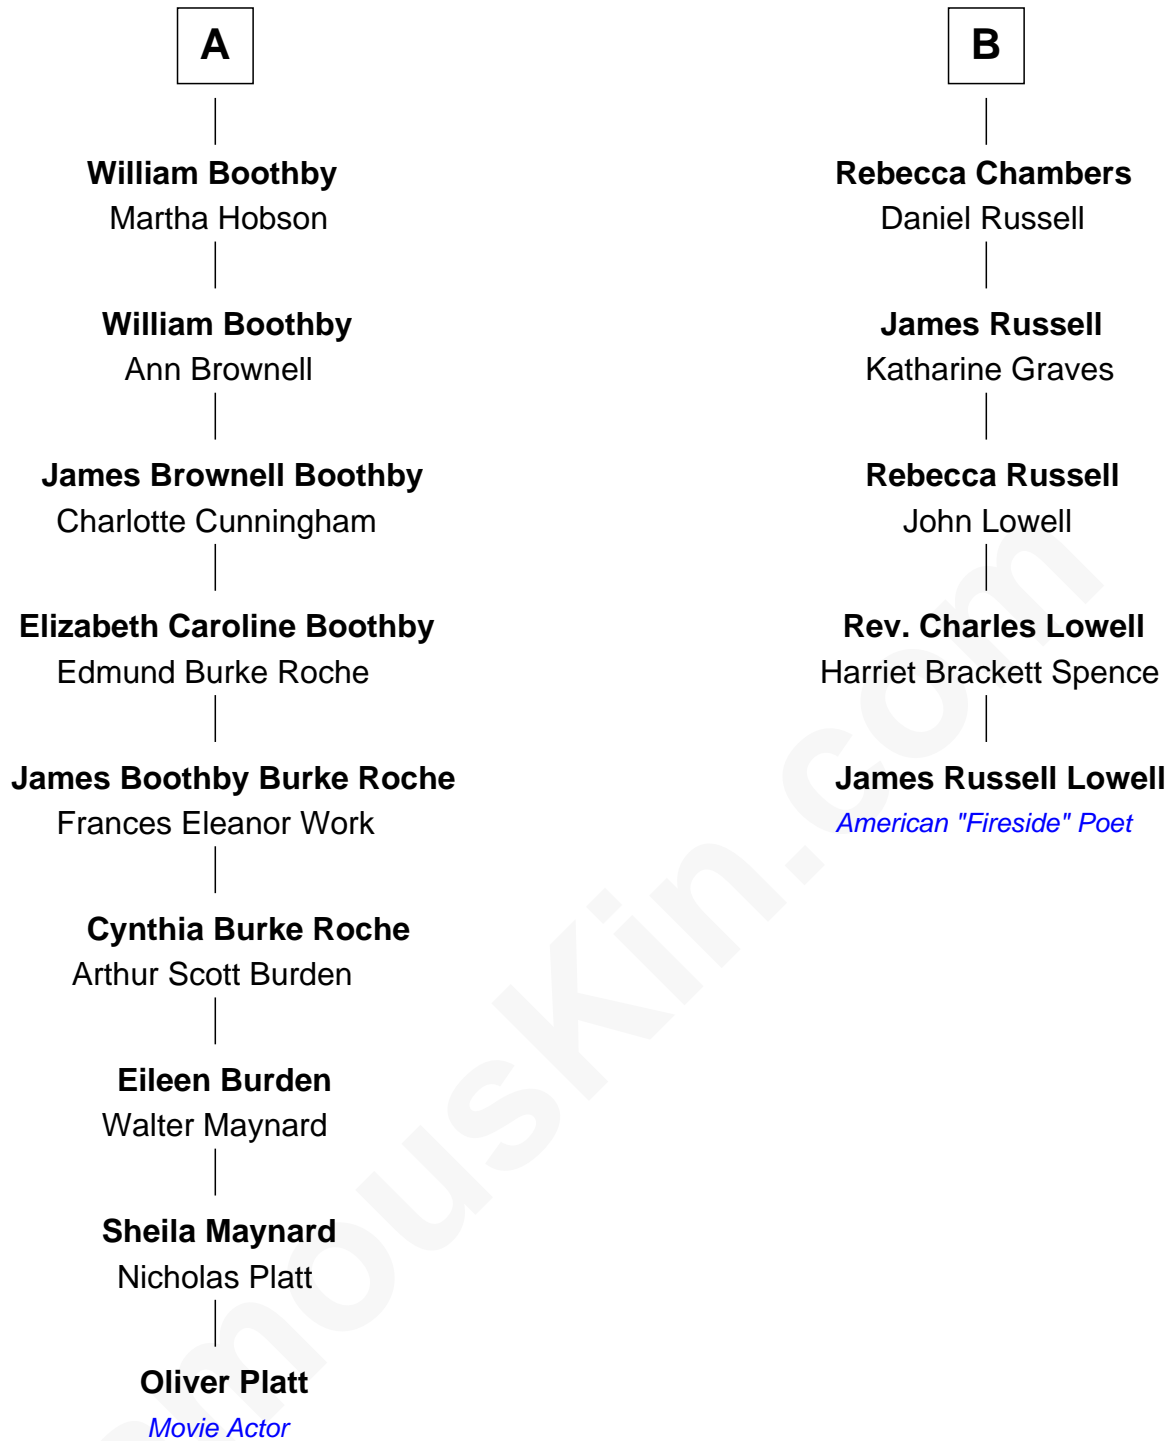 A
William Boothby
Martha Hobson
William Boothby
Ann Brownell
James Brownell Boothby
Charlotte Cunningham
Elizabeth Caroline Boothby
Edmund Burke Roche
James Boothby Burke Roche
Frances Eleanor Work
Cynthia Burke Roche
Arthur Scott Burden
Eileen Burden
Walter Maynard
Sheila Maynard
Nicholas Platt
Oliver Platt
Movie Actor
B
Rebecca Chambers
Daniel Russell
James Russell
Katharine Graves
Rebecca Russell
John Lowell
Rev. Charles Lowell
Harriet Brackett Spence
James Russell Lowell
American "Fireside" Poet
mousKin.com